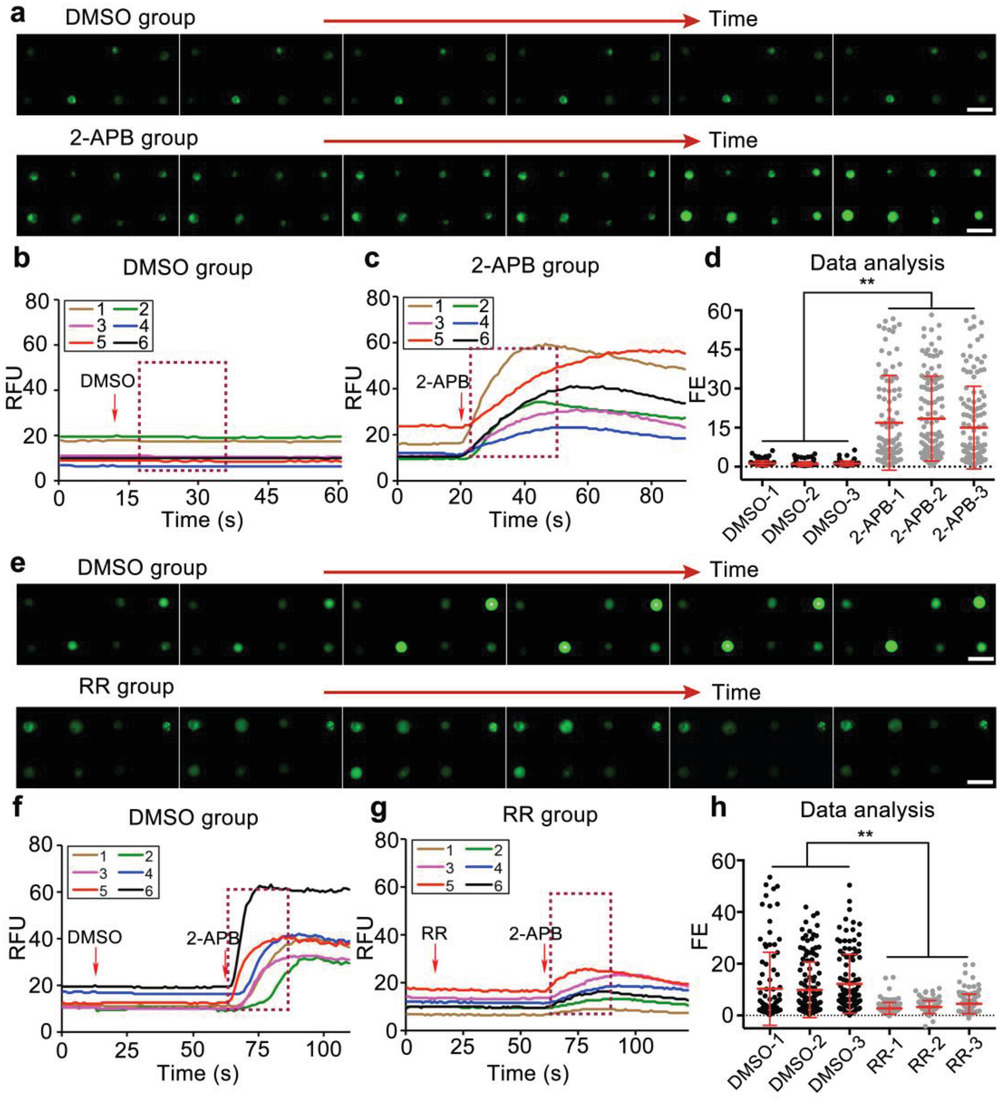 a
DMSO group Time
2-APB group Time
b DMSO group
80
60
40
20
0
RFU
1 2
3 4
5 6
DMSO
0 15 30 45 60
Time (s)
c 2-APB group
80
60
40
20
0
RFU
1 2
3 4
5 6
2-APB
0 20 40 60 80
Time (s)
d Data analysis
**
60
45
30
15
0
FE
DMSO-1 DMSO-2 DMSO-3 2-APB-1 2-APB-2 2-APB-3
e
DMSO group Time
RR group Time
f DMSO group
80
60
40
20
0
RFU
1 2
3 4
5 6
DMSO 2-APB
0 25 50 75 100
Time (s)
g RR group
80
60
40
20
0
RFU
1 2
3 4
5 6
RR 2-APB
0 25 50 75 100
Time (s)
h Data analysis
**
60
40
20
0
FE
DMSO-1 DMSO-2 DMSO-3 RR-1 RR-2 RR-3